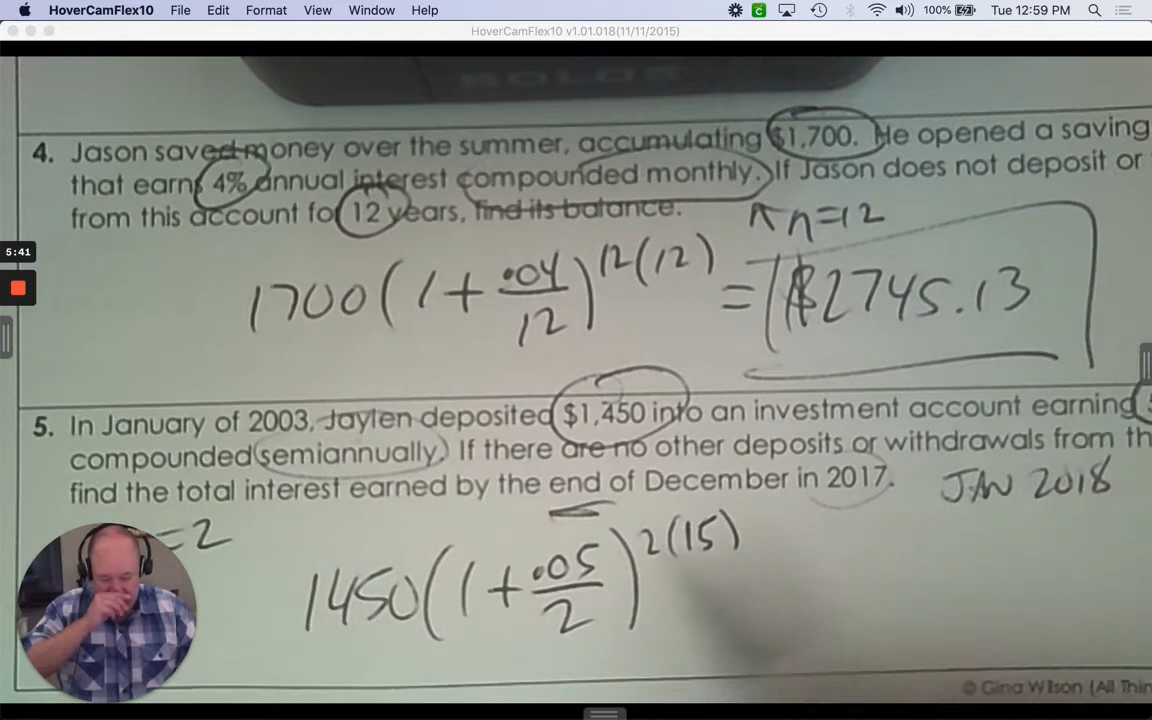 HoverCamFlex10 File Edit Format View Window Help 100% Tue 12:59 PM
HoverCamFlex10 v1.01.018(11/11/2015)
4. Jason saved money over the summer, accumulating $1,700. He opened a saving
that earns 4% annual interest compounded monthly. If Jason does not deposit or
from this account for 12 years, find its balance.
n=12
1700(1+.04/12)^12(12) = $2745.13
5:41
5. In January of 2003, Jaylen deposited $1,450 into an investment account earning 5
compounded semiannually. If there are no other deposits or withdrawals from th
find the total interest earned by the end of December in 2017. JAN 2018
=2
1450(1+.05/2)^2(15)
© Gina Wilson (All Thin